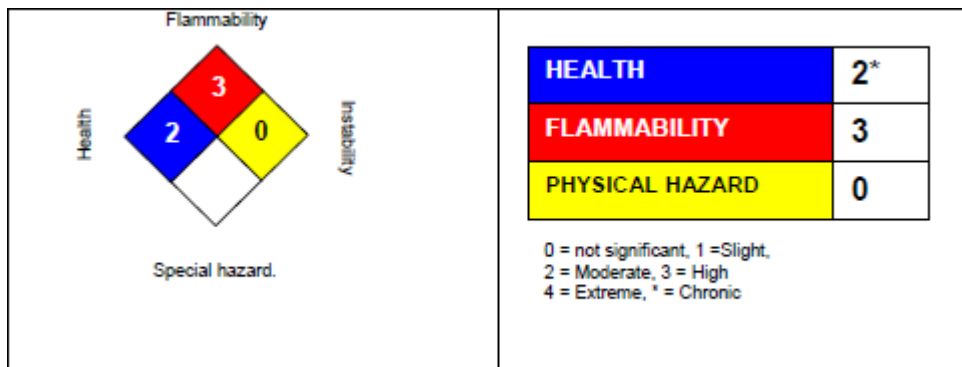 Flammability
3
Health
2
0
Instability
Special hazard.
HEALTH 2*
FLAMMABILITY 3
PHYSICAL HAZARD 0
0 = not significant, 1 =Slight,
2 = Moderate, 3 = High
4 = Extreme, * = Chronic